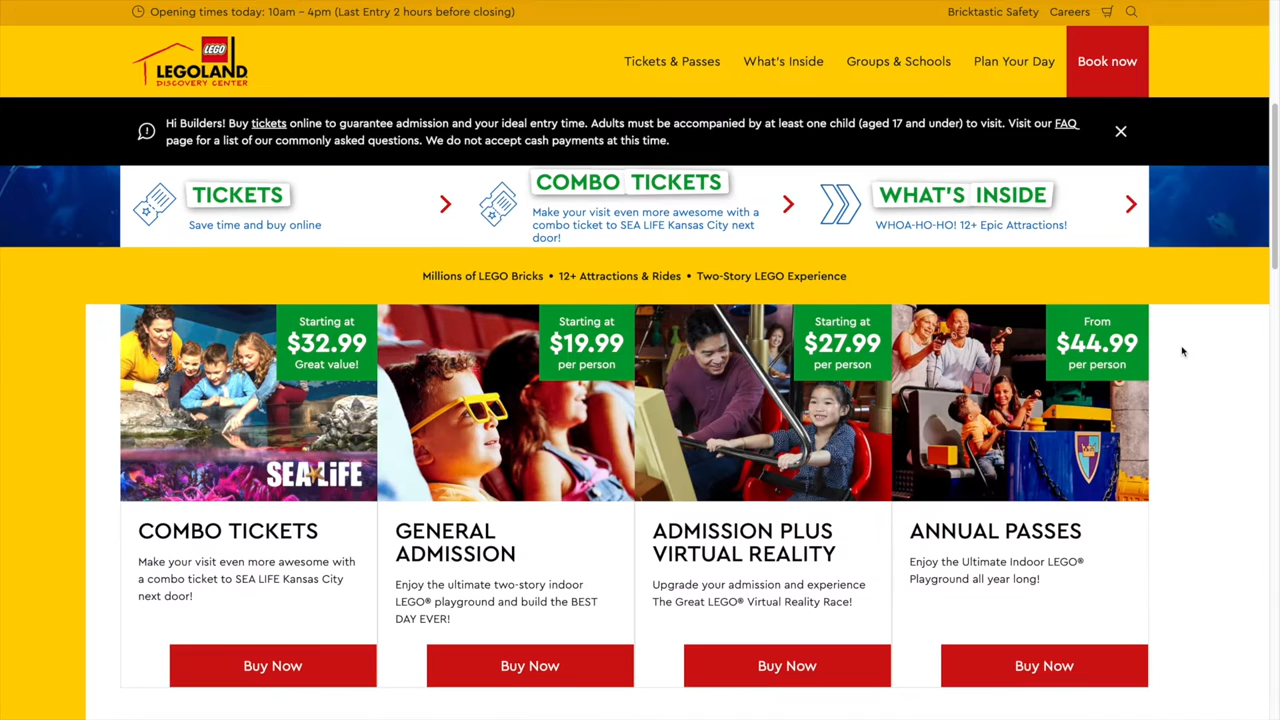 Opening times today: 10am – 4pm (Last Entry 2 hours before closing)
Bricktastic Safety
Careers
LEGO
LEGOLAND
DISCOVERY CENTER
Tickets & Passes
What's Inside
Groups & Schools
Plan Your Day
Book now
Hi Builders! Buy tickets online to guarantee admission and your ideal entry time. Adults must be accompanied by at least one child (aged 17 and under) to visit. Visit our FAQ
page for a list of our commonly asked questions. We do not accept cash payments at this time.
TICKETS
Save time and buy online
COMBO TICKETS
Make your visit even more awesome with a
combo ticket to SEA LIFE Kansas City next
door!
WHAT'S INSIDE
WHOA-HO-HO! 12+ Epic Attractions!
Millions of LEGO Bricks • 12+ Attractions & Rides • Two-Story LEGO Experience
Starting at
$32.99
Great value!
SEA LIFE
COMBO TICKETS
Make your visit even more awesome with
a combo ticket to SEA LIFE Kansas City
next door!
Buy Now
Starting at
$19.99
per person
GENERAL
ADMISSION
Enjoy the ultimate two-story indoor
LEGO® playground and build the BEST
DAY EVER!
Buy Now
Starting at
$27.99
per person
ADMISSION PLUS
VIRTUAL REALITY
Upgrade your admission and experience
The Great LEGO® Virtual Reality Race!
Buy Now
From
$44.99
per person
ANNUAL PASSES
Enjoy the Ultimate Indoor LEGO®
Playground all year long!
Buy Now